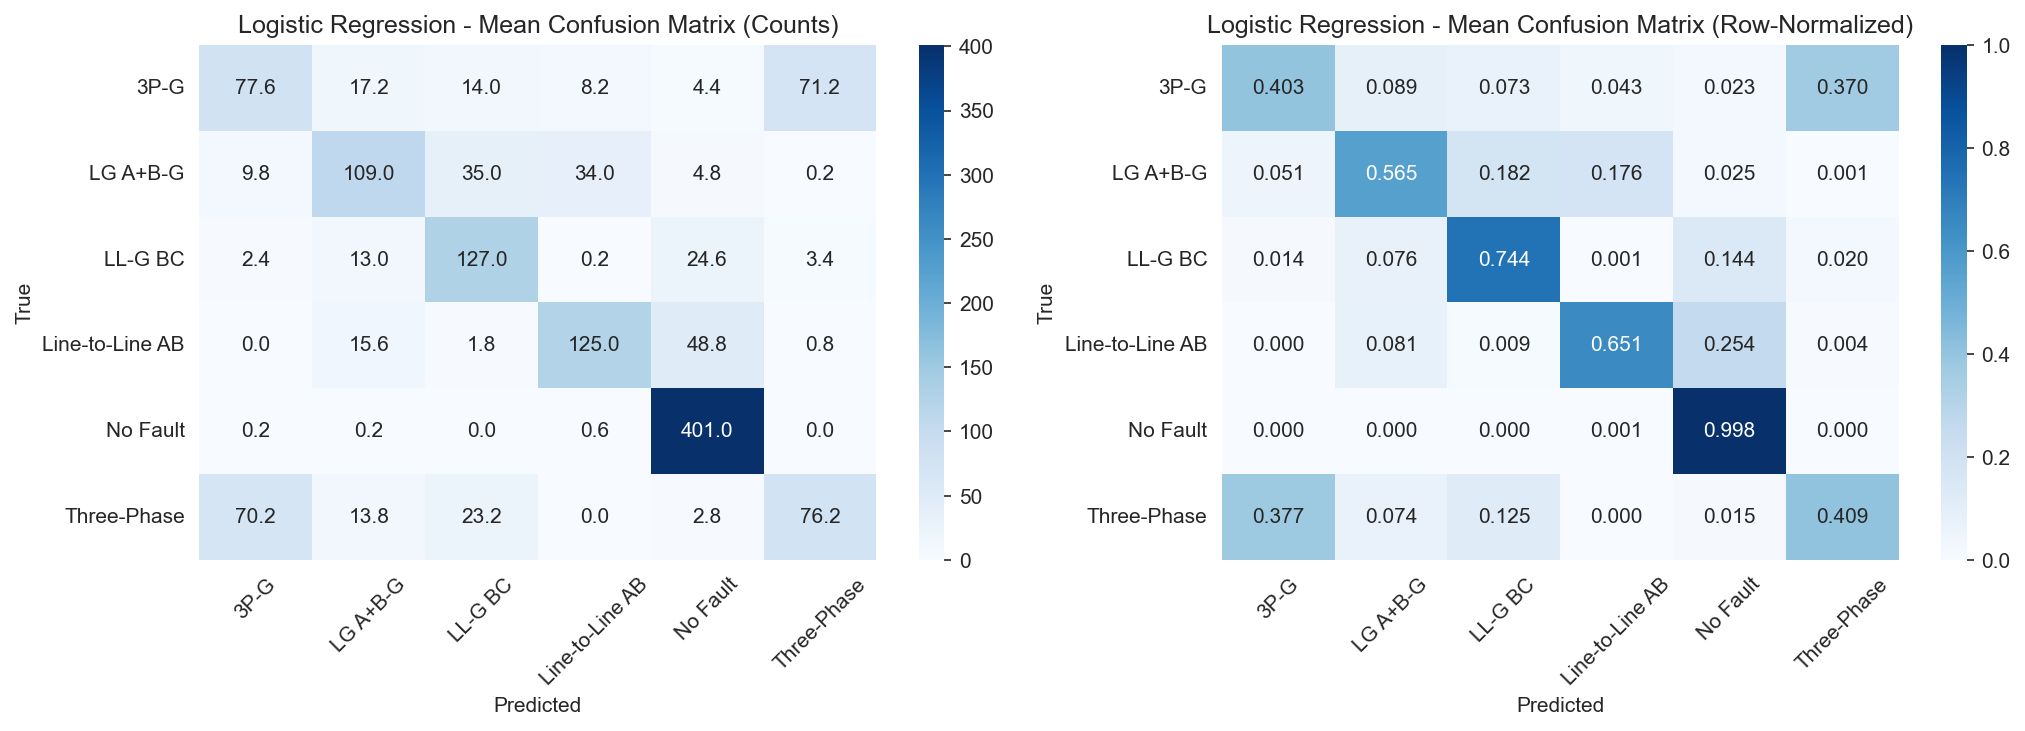 Logistic Regression - Mean Confusion Matrix (Counts)
True
3P-G 77.6 17.2 14.0 8.2 4.4 71.2
LG A+B-G 9.8 109.0 35.0 34.0 4.8 0.2
LL-G BC 2.4 13.0 127.0 0.2 24.6 3.4
Line-to-Line AB 0.0 15.6 1.8 125.0 48.8 0.8
No Fault 0.2 0.2 0.0 0.6 401.0 0.0
Three-Phase 70.2 13.8 23.2 0.0 2.8 76.2
3P-G LG A+B-G LL-G BC Line-to-Line AB No Fault Three-Phase
Predicted
400
350
300
250
200
150
100
50
0
Logistic Regression - Mean Confusion Matrix (Row-Normalized)
True
3P-G 0.403 0.089 0.073 0.043 0.023 0.370
LG A+B-G 0.051 0.565 0.182 0.176 0.025 0.001
LL-G BC 0.014 0.076 0.744 0.001 0.144 0.020
Line-to-Line AB 0.000 0.081 0.009 0.651 0.254 0.004
No Fault 0.000 0.000 0.000 0.001 0.998 0.000
Three-Phase 0.377 0.074 0.125 0.000 0.015 0.409
3P-G LG A+B-G LL-G BC Line-to-Line AB No Fault Three-Phase
Predicted
1.0
0.8
0.6
0.4
0.2
0.0